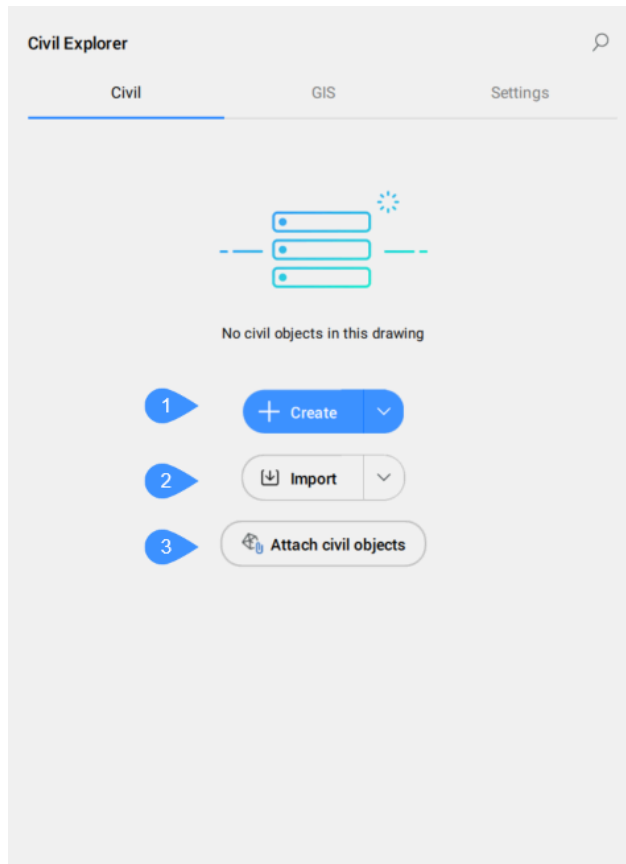 Civil Explorer
Civil GIS Settings
No civil objects in this drawing
1 Create
2 Import
3 Attach civil objects